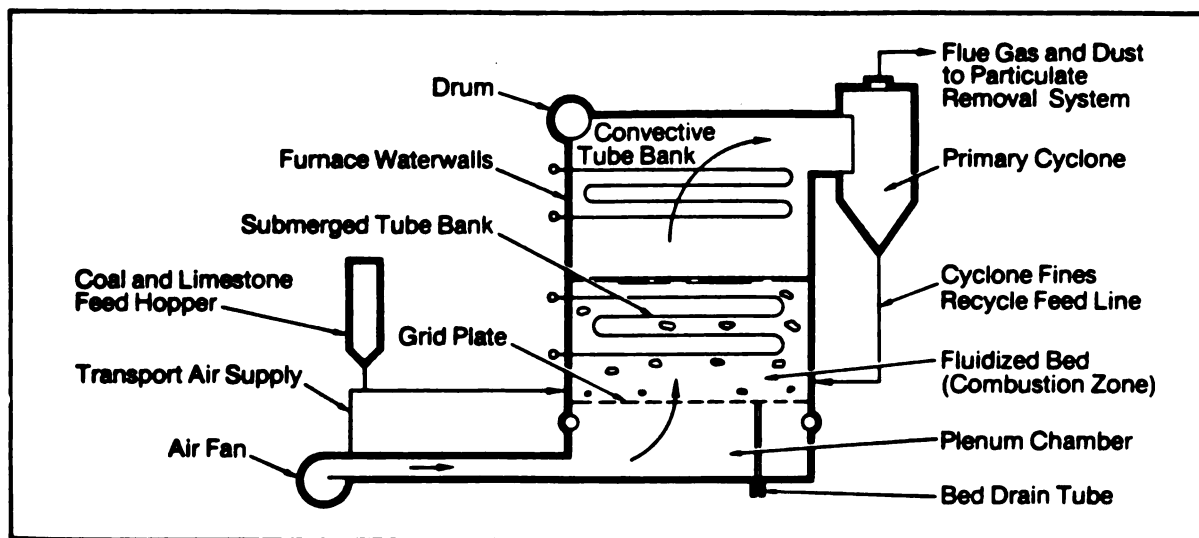 Flue Gas and Dust
to Particulate
Removal System
Drum
Convective
Tube Bank
Furnace Waterwalls
Primary Cyclone
Submerged Tube Bank
Coal and Limestone
Feed Hopper
Cyclone Fines
Recycle Feed Line
Grid Plate
Transport Air Supply
Fluidized Bed
(Combustion Zone)
Air Fan
Plenum Chamber
Bed Drain Tube